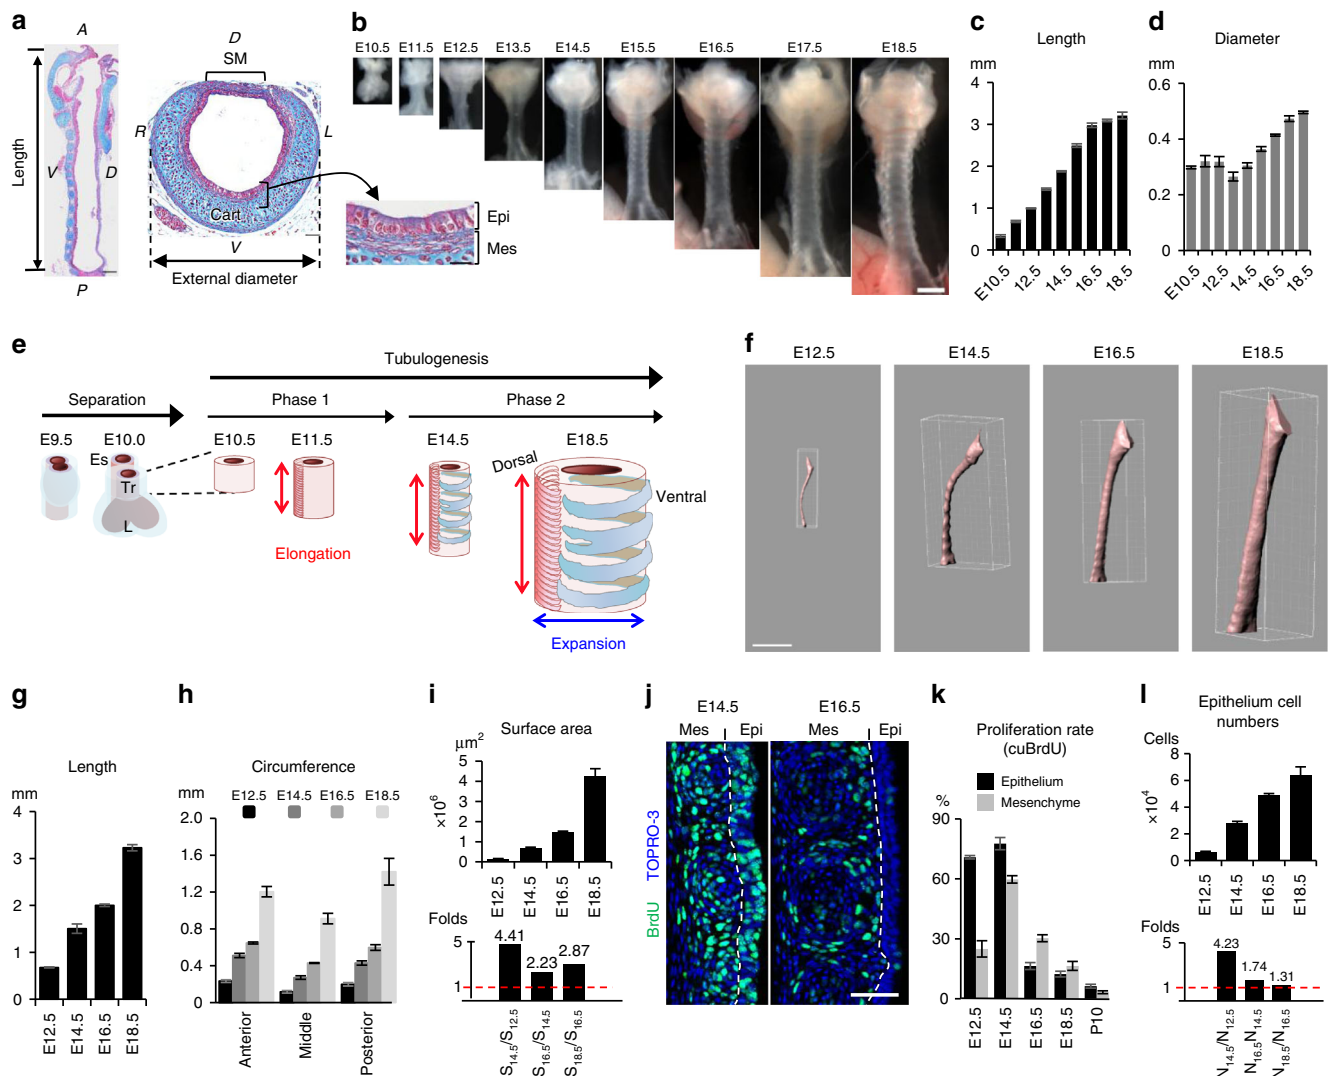 a
A
Length
V
D
P
D
SM
R
L
Cart
V
External diameter
Epi
Mes
b
E10.5 E11.5 E12.5 E13.5 E14.5 E15.5 E16.5 E17.5 E18.5
c
Length
mm
4
3
2
1
0
E10.5 12.5 14.5 16.5 18.5
d
Diameter
mm
0.6
0.4
0.2
0
E10.5 12.5 14.5 16.5 18.5
e
Tubulogenesis
Separation
Phase 1
Phase 2
E9.5 E10.0 E10.5 E11.5 E14.5 E18.5
Es
Tr
L
Dorsal
Ventral
Elongation
Expansion
f
E12.5 E14.5 E16.5 E18.5
g
Length
mm
4
3
2
1
0
E12.5 E14.5 E16.5 E18.5
h
Circumference
mm
E12.5 E14.5 E16.5 E18.5
2.0
1.6
1.2
0.8
0.4
0
Anterior Middle Posterior
i
Surface area
μm²
×10⁶
5
4
3
2
1
0
E12.5 E14.5 E16.5 E18.5
Folds
5
1
4.41 2.23 2.87
S14.5/S12.5 S16.5/S14.5 S18.5/S16.5
j
E14.5 E16.5
Mes Epi Mes Epi
BrdU TOPRO-3
k
Proliferation rate
(cuBrdU)
Epithelium
Mesenchyme
%
90
60
30
0
E12.5 E14.5 E16.5 E18.5 P10
l
Epithelium cell
numbers
Cells
×10⁴
8
6
4
2
0
E12.5 E14.5 E16.5 E18.5
Folds
5
1
4.23 1.74 1.31
N14.5/N12.5 N16.5/N14.5 N18.5/N16.5